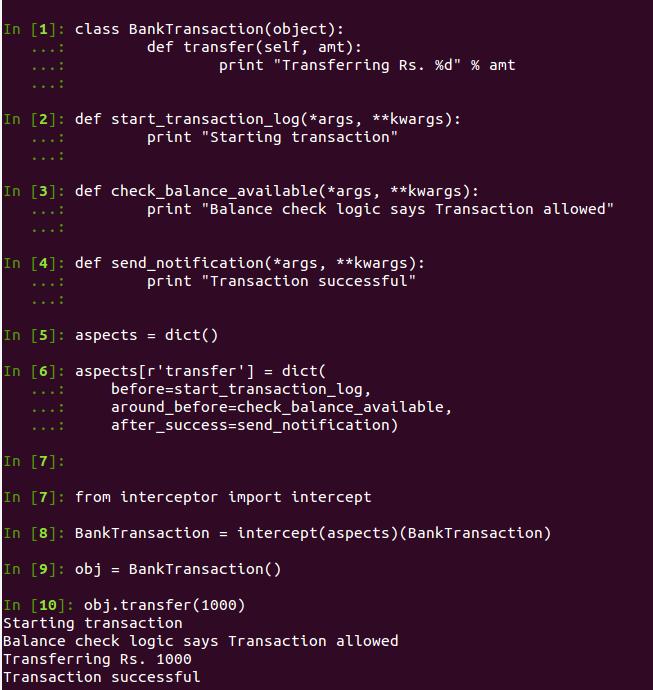 In [1]: class BankTransaction(object):
   ...:         def transfer(self, amt):
   ...:                 print "Transferring Rs. %d" % amt
   ...:
In [2]: def start_transaction_log(*args, **kwargs):
   ...:         print "Starting transaction"
   ...:
In [3]: def check_balance_available(*args, **kwargs):
   ...:         print "Balance check logic says Transaction allowed"
   ...:
In [4]: def send_notification(*args, **kwargs):
   ...:         print "Transaction successful"
   ...:
In [5]: aspects = dict()
In [6]: aspects[r'transfer'] = dict(
   ...:     before=start_transaction_log,
   ...:     around_before=check_balance_available,
   ...:     after_success=send_notification)
In [7]:
In [7]: from interceptor import intercept
In [8]: BankTransaction = intercept(aspects)(BankTransaction)
In [9]: obj = BankTransaction()
In [10]: obj.transfer(1000)
Starting transaction
Balance check logic says Transaction allowed
Transferring Rs. 1000
Transaction successful